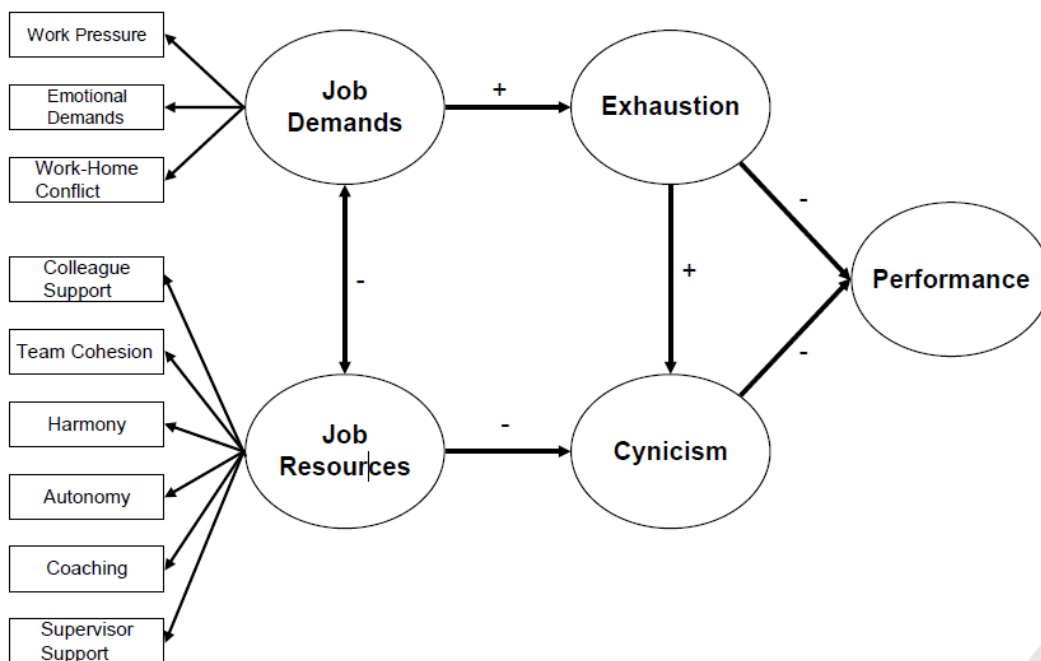 Work Pressure
Emotional
Demands
Work-Home
Conflict
Colleague
Support
Team Cohesion
Harmony
Autonomy
Coaching
Supervisor
Support
Job
Demands
+
Exhaustion
-
-
+
Performance
-
Job
Resources
-
Cynicism